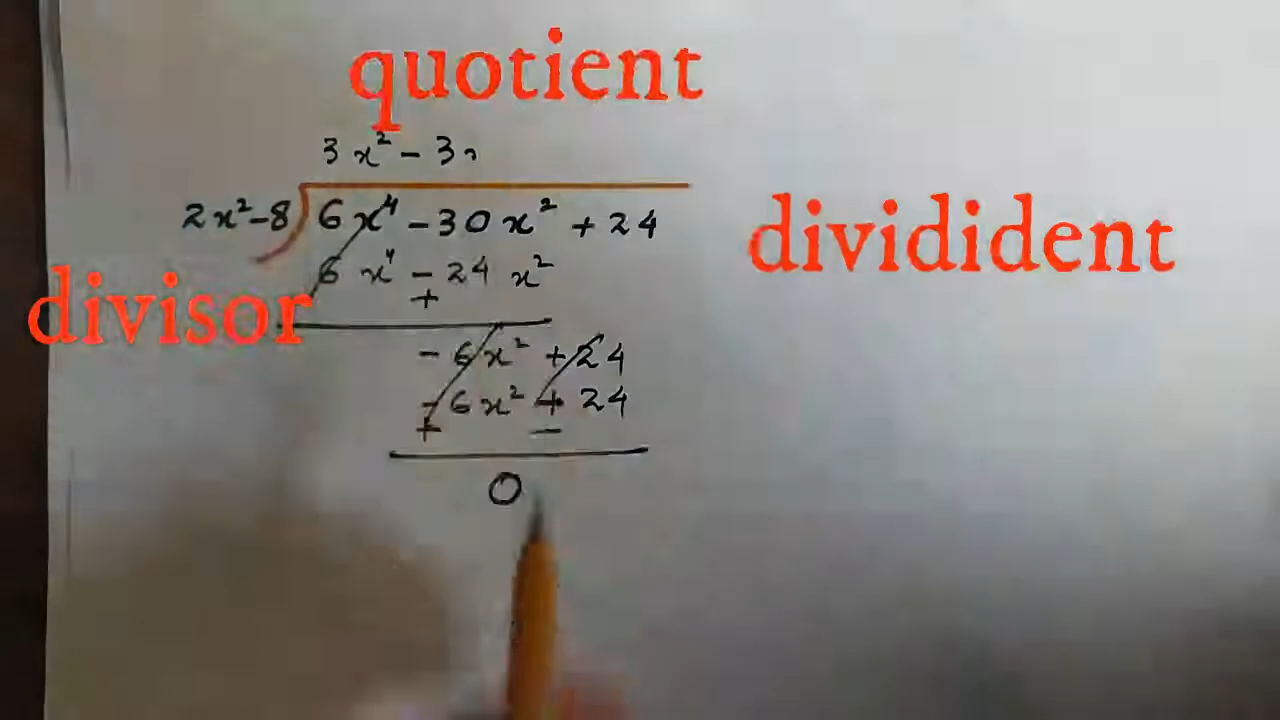 quotient
3x² - 3
2x²-8) 6x⁴ - 30x² + 24
dividident
6x⁴ - 24x²
+
divisor
- 6x² + 24
- 6x² + 24
+ -
0